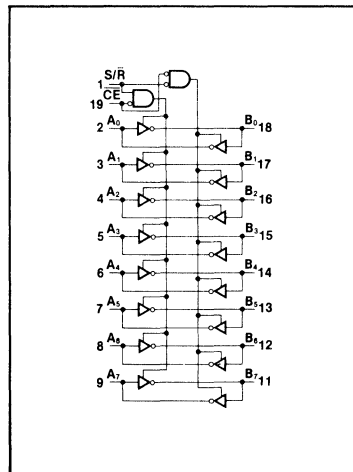 S/R̅
1
C̅E̅
19
A₀ B₀
2 18
A₁ B₁
3 17
A₂ B₂
4 16
A₃ B₃
5 15
A₄ B₄
6 14
A₅ B₅
7 13
A₆ B₆
8 12
A₇ B₇
9 11